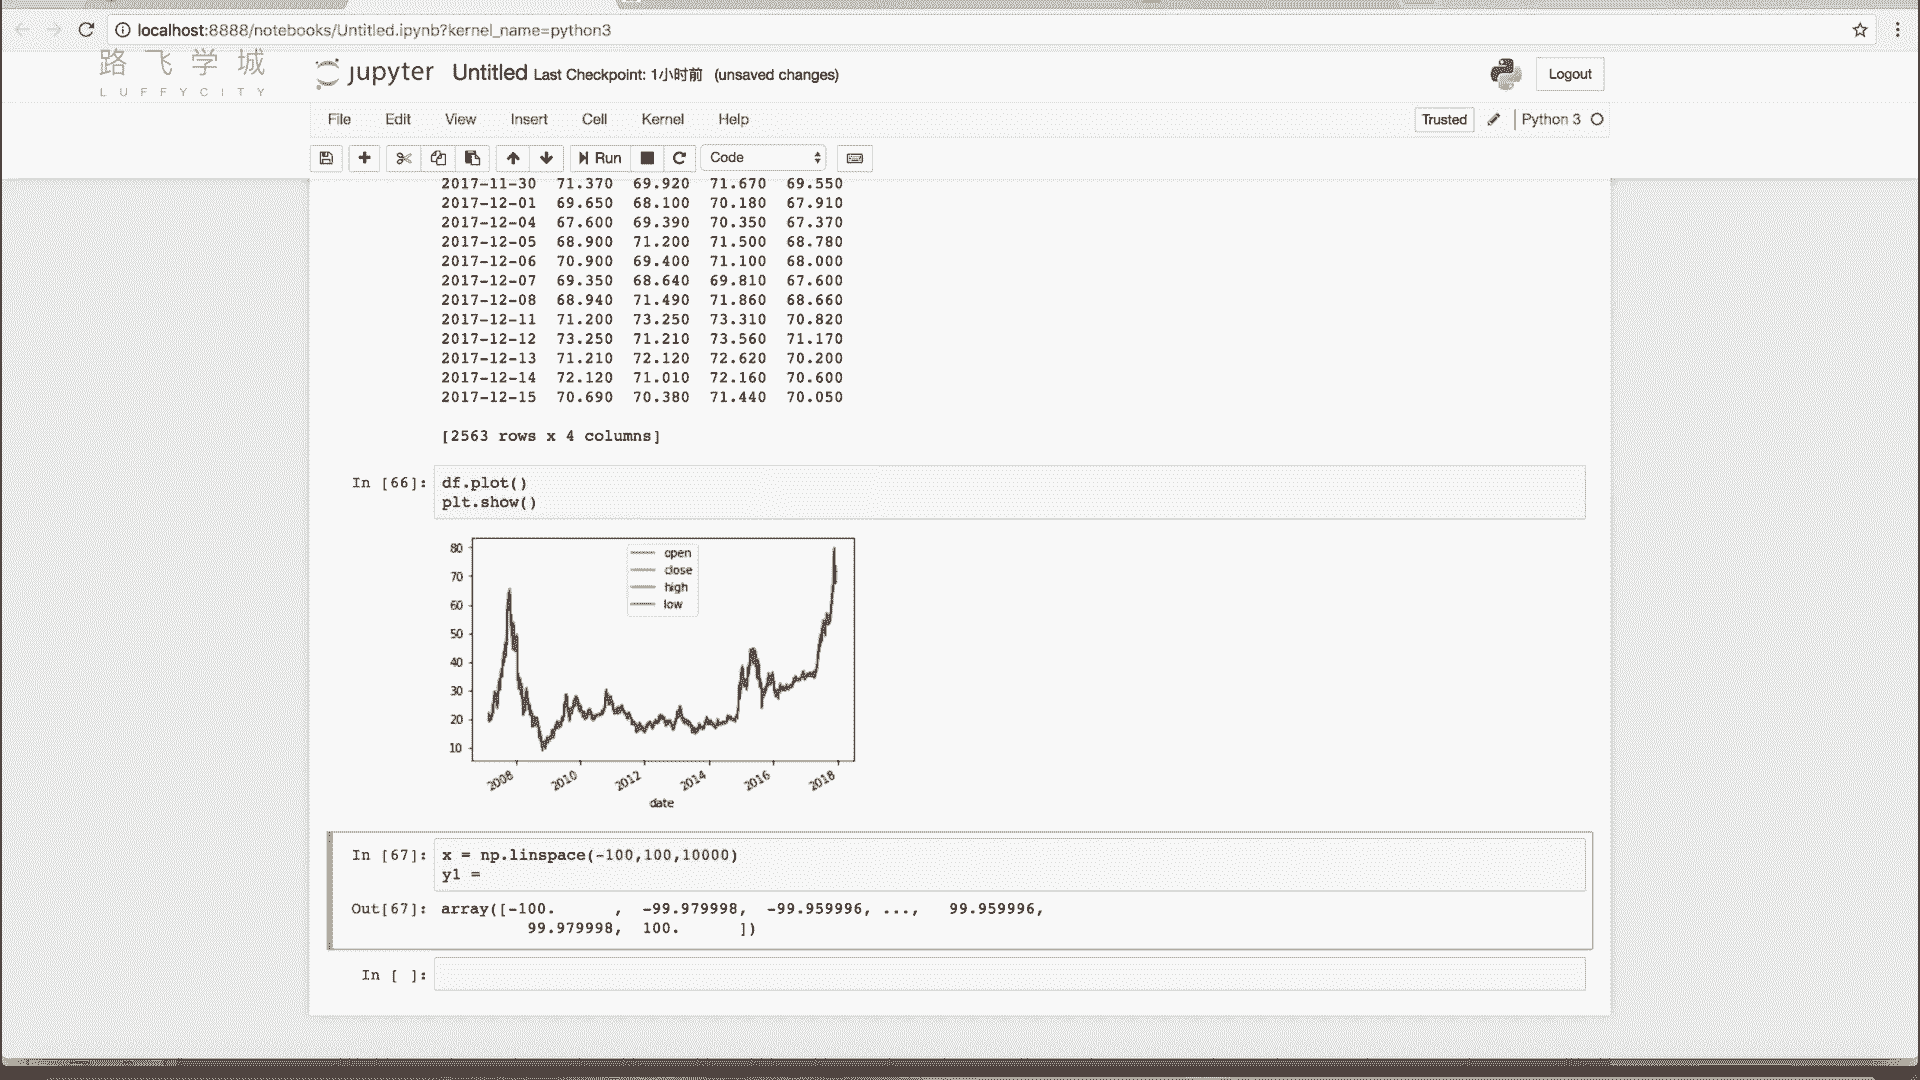 localhost:8888/notebooks/Untitled.ipynb?kernel_name=python3
路飞学城
LUFFYCITY
jupyter Untitled Last Checkpoint: 1小时前 (unsaved changes)
Logout
File Edit View Insert Cell Kernel Help
Trusted Python 3
Run Code
2017-11-30 71.370 69.920 71.670 69.550
2017-12-01 69.650 68.100 70.180 67.910
2017-12-04 67.600 69.390 70.350 67.370
2017-12-05 68.900 71.200 71.500 68.780
2017-12-06 70.900 69.400 71.100 68.000
2017-12-07 69.350 68.640 69.810 67.600
2017-12-08 68.940 71.490 71.860 68.660
2017-12-11 71.200 73.250 73.310 70.820
2017-12-12 73.250 71.210 73.560 71.170
2017-12-13 71.210 72.120 72.620 70.200
2017-12-14 72.120 71.010 72.160 70.600
2017-12-15 70.690 70.380 71.440 70.050
[2563 rows x 4 columns]
In [66]: df.plot()
plt.show()
80
70
60
50
40
30
20
10
open
close
high
low
2008 2010 2012 2014 2016 2018
date
In [67]: x = np.linspace(-100,100,10000)
y1 =
Out[67]: array([-100. , -99.979998, -99.959996, ..., 99.959996,
99.979998, 100. ])
In [ ]: